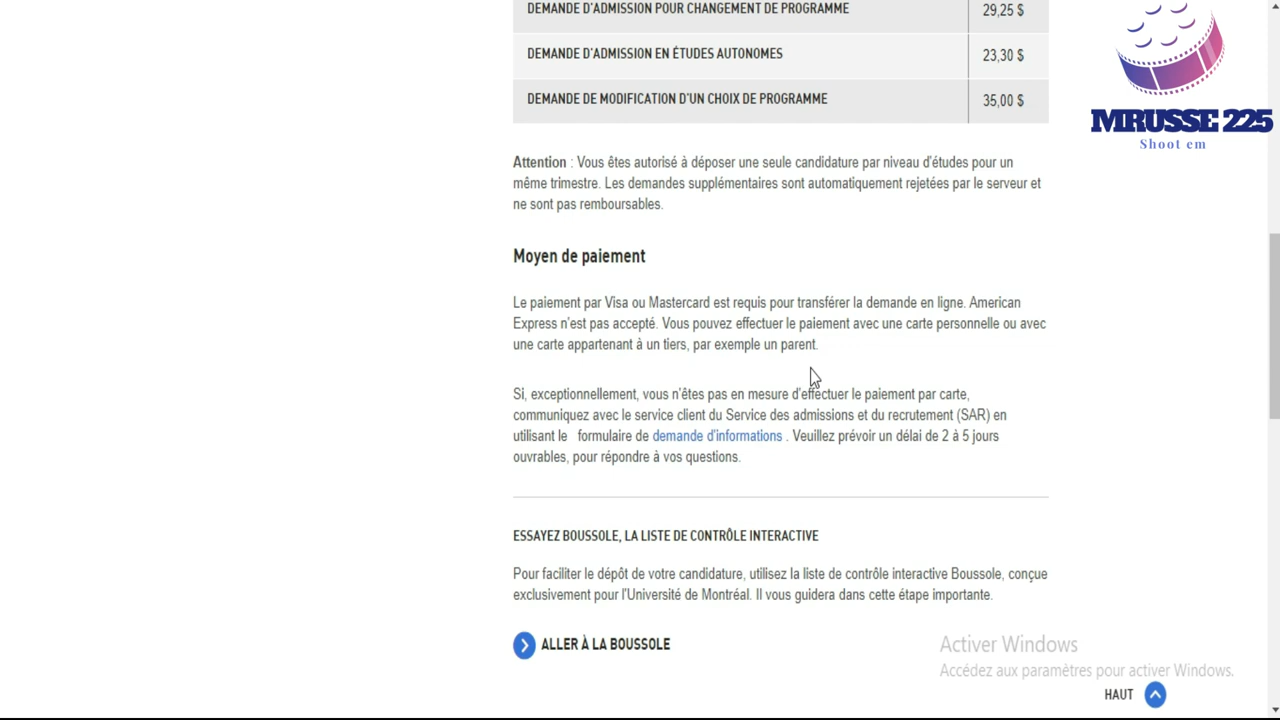 DEMANDE D'ADMISSION POUR CHANGEMENT DE PROGRAMME 29,25 $
DEMANDE D'ADMISSION EN ÉTUDES AUTONOMES 23,30 $
DEMANDE DE MODIFICATION D'UN CHOIX DE PROGRAMME 35,00 $
MRUSSE 225
Shoot em
Attention : Vous êtes autorisé à déposer une seule candidature par niveau d'études pour un
même trimestre. Les demandes supplémentaires sont automatiquement rejetées par le serveur et
ne sont pas remboursables.
Moyen de paiement
Le paiement par Visa ou Mastercard est requis pour transférer la demande en ligne. American
Express n'est pas accepté. Vous pouvez effectuer le paiement avec une carte personnelle ou avec
une carte appartenant à un tiers, par exemple un parent.
Si, exceptionnellement, vous n'êtes pas en mesure d'effectuer le paiement par carte,
communiquez avec le service client du Service des admissions et du recrutement (SAR) en
utilisant le formulaire de demande d'informations . Veuillez prévoir un délai de 2 à 5 jours
ouvrables, pour répondre à vos questions.
ESSAYEZ BOUSSOLE, LA LISTE DE CONTRÔLE INTERACTIVE
Pour faciliter le dépôt de votre candidature, utilisez la liste de contrôle interactive Boussole, conçue
exclusivement pour l'Université de Montréal. Il vous guidera dans cette étape importante.
ALLER À LA BOUSSOLE
Activer Windows
Accédez aux paramètres pour activer Windows.
HAUT